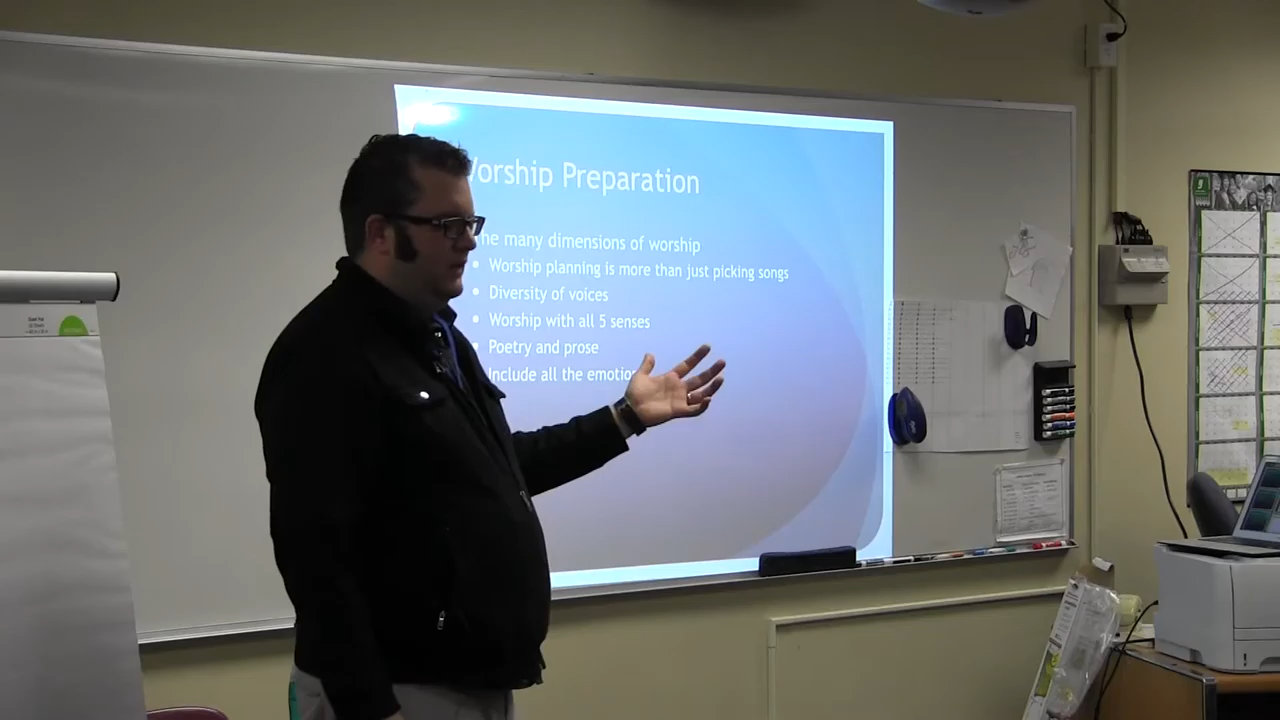 orship Preparation
he many dimensions of worship
Worship planning is more than just picking songs
Diversity of voices
Worship with all 5 senses
Poetry and prose
Include all the emotio